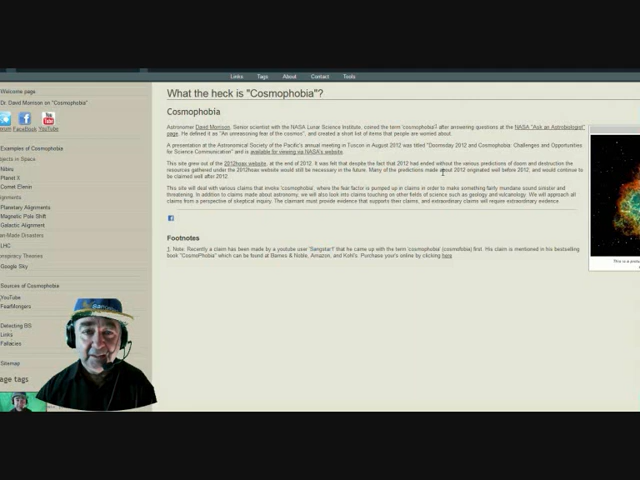 Links Tags About Contact Tools
Welcome page
Dr. David Morrison on "Cosmophobia"
FaceBook YouTube
Examples of Cosmophobia
bjects in Space
Nibiru
Planet X
Comet Elenin
lignments
Planetary Alignments
Magnetic Pole Shift
Galactic Alignment
an-Made Disasters
LHC
onspiracy Theories
Google Sky
Sources of Cosmophobia
YouTube
FearMongers
Detecting BS
Links
Fallacies
Sitemap
age tags
What the heck is "Cosmophobia"?
Cosmophobia
Astronomer David Morrison, Senior scientist with the NASA Lunar Science Institute, coined the term 'cosmophobia'1 after answering questions at the NASA "Ask an Astrobiologist"
page. He defined it as "An unreasoning fear of the cosmos", and created a short list of items that people are worried about.
A presentation at the Astronomical Society of the Pacific's annual meeting in Tuscon in August 2012 was titled "Doomsday 2012 and Cosmophobia: Challenges and Opportunities
for Science Communication" and is available for viewing via NASA's website.
This site grew out of the 2012hoax website, at the end of 2012. It was felt that despite the fact that 2012 had ended without the various predictions of doom and destruction the
resources gathered under the 2012hoax website would still be necessary in the future. Many of the predictions made around 2012 originated well before 2012, and would continue to
be claimed well after 2012.
This site will deal with various claims that invoke 'cosmophobia', where the fear factor is pumped up in claims in order to make something fairly mundane sound sinister and
threatening. In addition to claims made about astronomy, we will also look into claims touching on other fields of science such as geology and vulcanology. We will approach all
claims from a perspective of skeptical enquiry. The claimant must provide evidence that supports there claims, and extraordinary claims will require extraordinary evidence.
Footnotes
1. Note: Recently a claim has been made by a youtube user "Sangstar1" that he came up with the term 'cosmophobia' (cosmofobia) first. His claim is mentioned in his bestselling
book "CosmoPhobia" which can be found at Barnes & Noble, Amazon, and Kohl's. Purchase your's online by clicking here